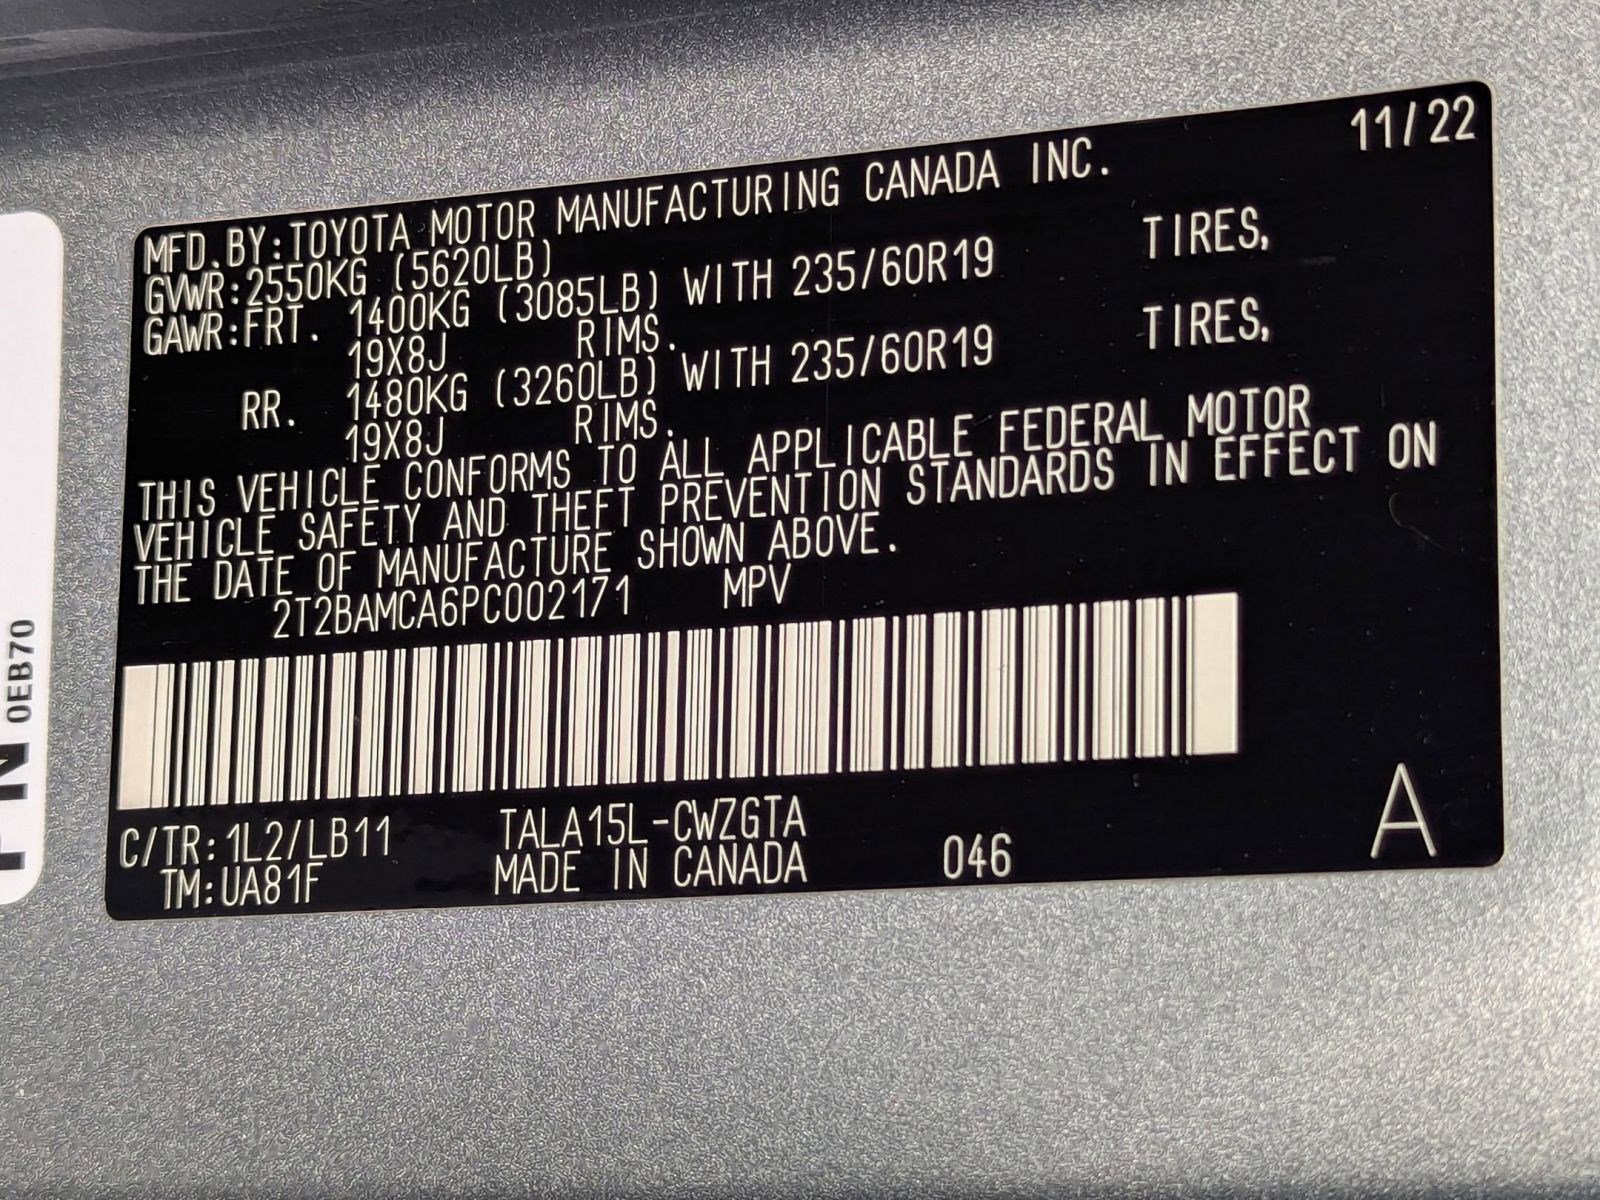 11/22
MFD.BY:TOYOTA MOTOR MANUFACTURING CANADA INC.
GVWR:2550KG (5620LB)
GAWR:FRT. 1400KG (3085LB) WITH 235/60R19 TIRES,
19X8J RIMS.
RR. 1480KG (3260LB) WITH 235/60R19 TIRES,
19X8J RIMS.
THIS VEHICLE CONFORMS TO ALL APPLICABLE FEDERAL MOTOR
VEHICLE SAFETY AND THEFT PREVENTION STANDARDS IN EFFECT ON
THE DATE OF MANUFACTURE SHOWN ABOVE.
2T2BAMCA6PC002171 MPV
C/TR:1L2/LB11 TALA15L-CWZGTA
TM:UA81F MADE IN CANADA 046 A
0EB70